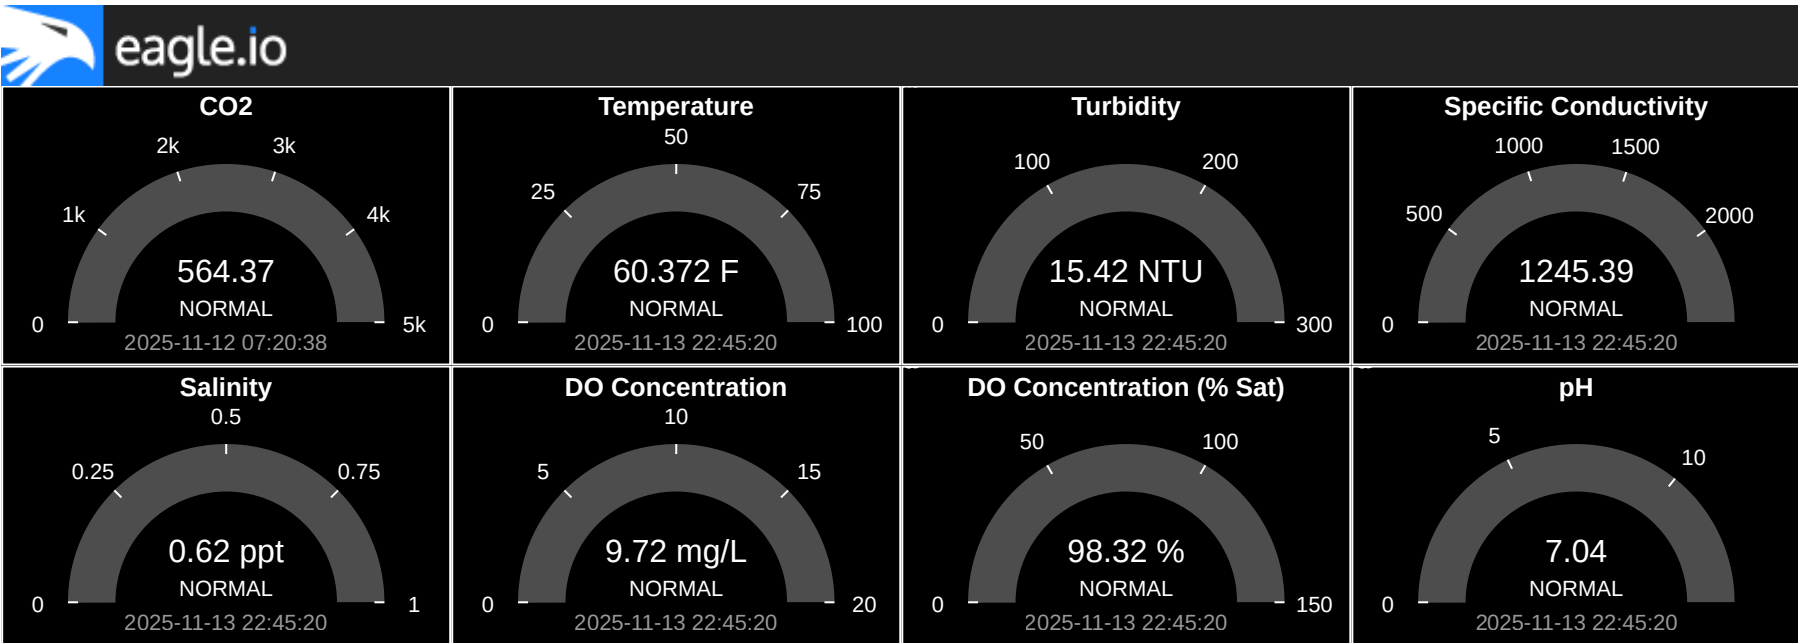 eagle.io
CO2
2k
3k
1k
4k
564.37
NORMAL
0
5k
2025-11-12 07:20:38
Temperature
50
25
75
60.372 F
NORMAL
0
100
2025-11-13 22:45:20
Turbidity
100
200
15.42 NTU
NORMAL
0
300
2025-11-13 22:45:20
Specific Conductivity
1000
1500
500
2000
1245.39
NORMAL
0
2025-11-13 22:45:20
Salinity
0.5
0.25
0.75
0.62 ppt
NORMAL
0
1
2025-11-13 22:45:20
DO Concentration
10
5
15
9.72 mg/L
NORMAL
0
20
2025-11-13 22:45:20
DO Concentration (% Sat)
50
100
98.32 %
NORMAL
0
150
2025-11-13 22:45:20
pH
5
10
7.04
NORMAL
0
2025-11-13 22:45:20